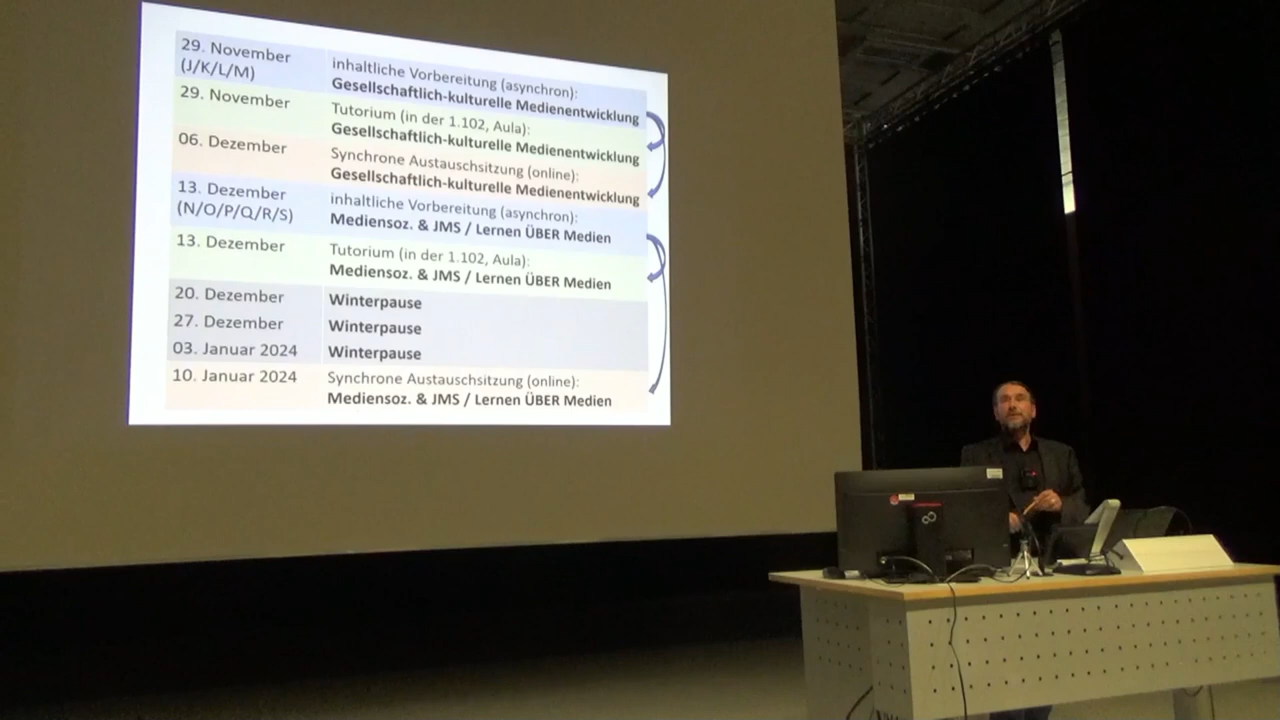 29. November
(J/K/L/M)
inhaltliche Vorbereitung (asynchron):
Gesellschaftlich-kulturelle Medienentwicklung
29. November
Tutorium (in der 1.102, Aula):
Gesellschaftlich-kulturelle Medienentwicklung
06. Dezember
Synchrone Austauschsitzung (online):
Gesellschaftlich-kulturelle Medienentwicklung
13. Dezember
(N/O/P/Q/R/S)
inhaltliche Vorbereitung (asynchron):
Mediensoz. & JMS / Lernen ÜBER Medien
13. Dezember
Tutorium (in der 1.102, Aula):
Mediensoz. & JMS / Lernen ÜBER Medien
20. Dezember
Winterpause
27. Dezember
Winterpause
03. Januar 2024
Winterpause
10. Januar 2024
Synchrone Austauschsitzung (online):
Mediensoz. & JMS / Lernen ÜBER Medien